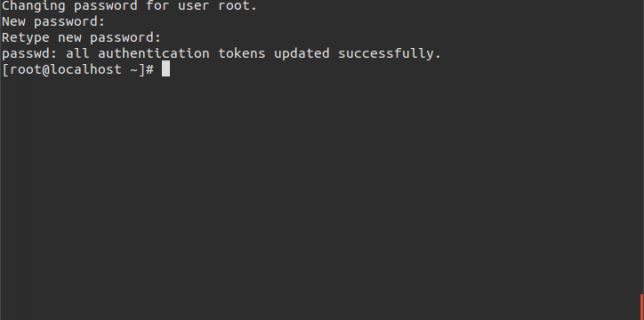 Changing password for user root.
New password:
Retype new password:
passwd: all authentication tokens updated successfully.
[root@localhost ~]#